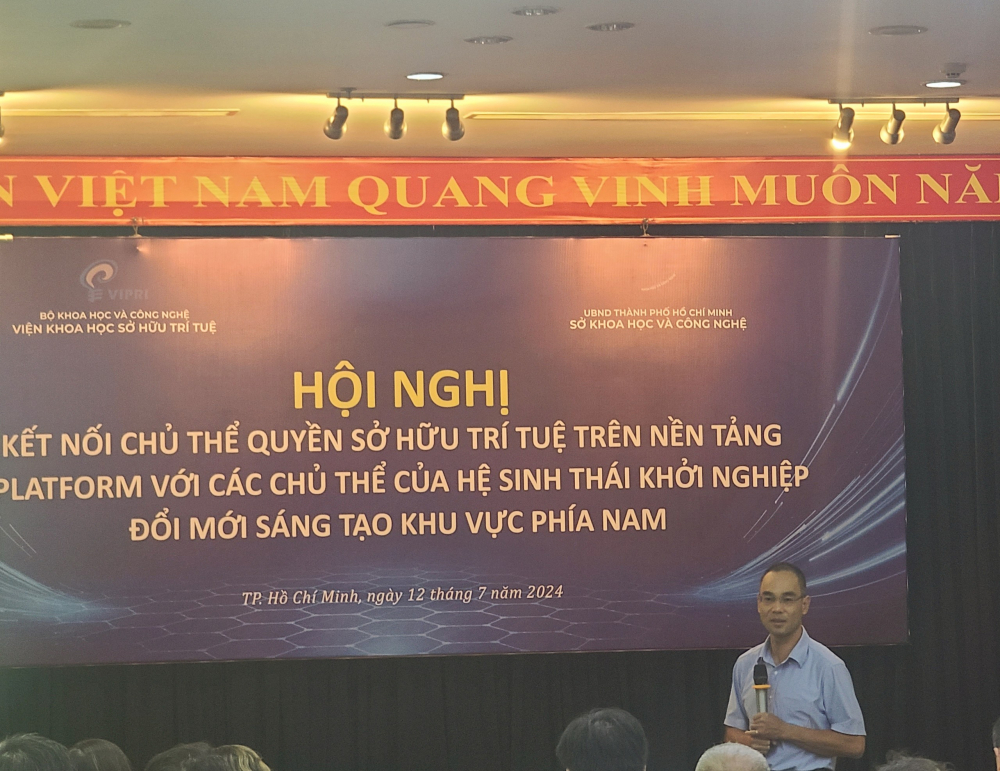 N VIỆT NAM QUANG VINH MUÔN NĂ
VIPRI
BỘ KHOA HỌC VÀ CÔNG NGHỆ
VIỆN KHOA HỌC SỞ HỮU TRÍ TUỆ
UBND THÀNH PHỐ HỒ CHÍ MINH
SỞ KHOA HỌC VÀ CÔNG NGHỆ
HỘI NGHỊ
KẾT NỐI CHỦ THỂ QUYỀN SỞ HỮU TRÍ TUỆ TRÊN NỀN TẢNG
PLATFORM VỚI CÁC CHỦ THỂ CỦA HỆ SINH THÁI KHỞI NGHIỆP
ĐỔI MỚI SÁNG TẠO KHU VỰC PHÍA NAM
TP. Hồ Chí Minh, ngày 12 tháng 7 năm 2024